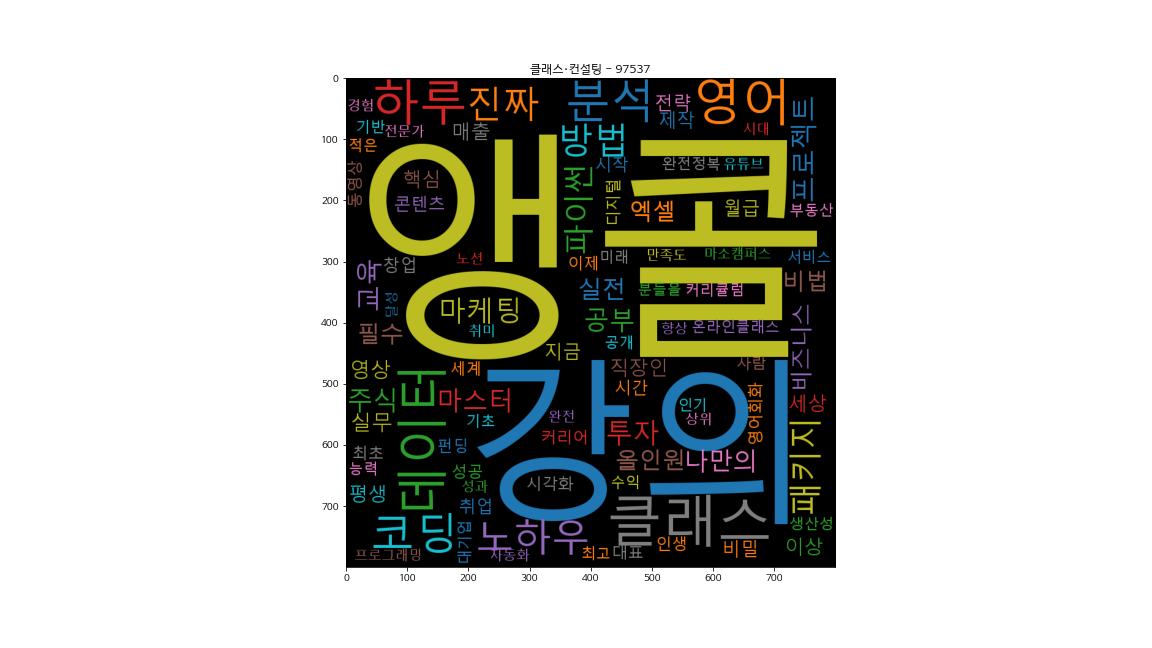 클래스·컨설팅 - 97537
0
100
200
300
400
500
600
700
하루
진짜
분석
전략
영어
경험
기반
전문가
매출
방법
제작
시대
프로젝트
적은
앵콜
시작
완전정복
유튜브
동영상
핵심
콘텐츠
파이썬
디지털
엑셀
월급
부동산
노션
이제
미래
만족도
마소캠퍼스
서비스
교육
창업
달성
마케팅
취미
실전
분들을
커리큘럼
비법
필수
공부
향상
온라인클래스
비즈니스
지금
공개
영상
세계
강의
직장인
사람
주식
데이터
마스터
시간
인기
상위
영어회화
세상
실무
기초
완전
최초
펀딩
커리어
투자
패키지
능력
성공
올인원
나만의
평생
성과
시각화
수익
취업
클래스
코딩
대기업
노하우
생산성
프로그래밍
자동화
최고
대표
인생
비밀
이상
0
100
200
300
400
500
600
700